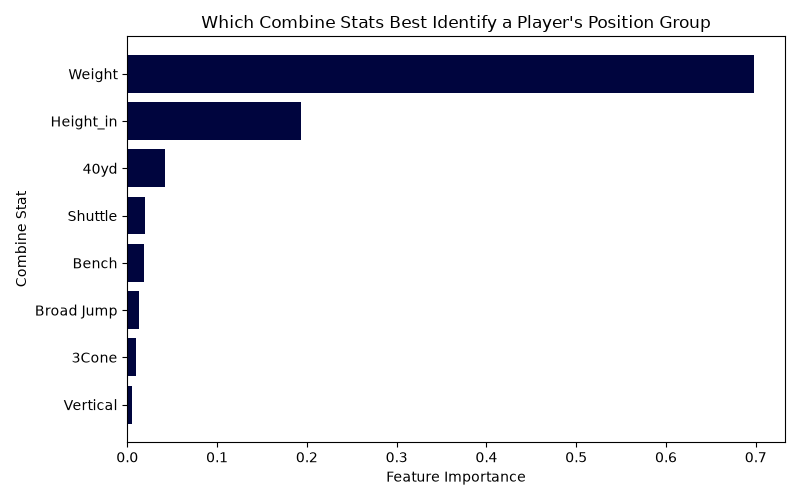 Which Combine Stats Best Identify a Player's Position Group
Combine Stat
Weight
Height_in
40yd
Shuttle
Bench
Broad Jump
3Cone
Vertical
0.0 0.1 0.2 0.3 0.4 0.5 0.6 0.7
Feature Importance